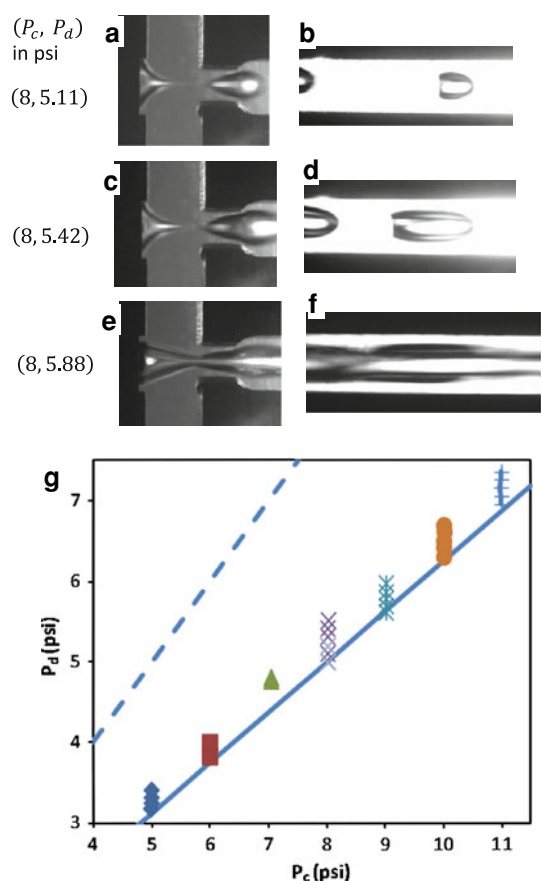 (Pc, Pd)
in psi
a
b
(8, 5.11)
c
d
(8, 5.42)
e
f
(8, 5.88)
g
7
6
5
4
3
Pd (psi)
4 5 6 7 8 9 10 11
Pc (psi)